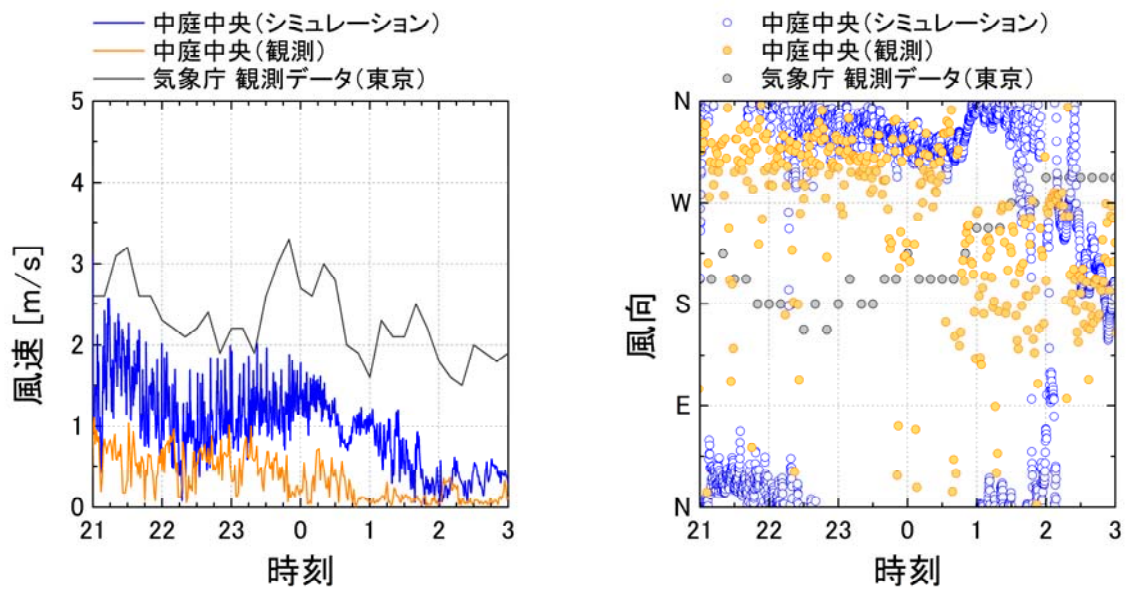 中庭中央(シミュレーション)
中庭中央(観測)
気象庁 観測データ(東京)
5
4
3
2
1
0
風速 [m/s]
21 22 23 0 1 2 3
時刻
中庭中央(シミュレーション)
中庭中央(観測)
気象庁 観測データ(東京)
N
W
S
E
N
風向
21 22 23 0 1 2 3
時刻